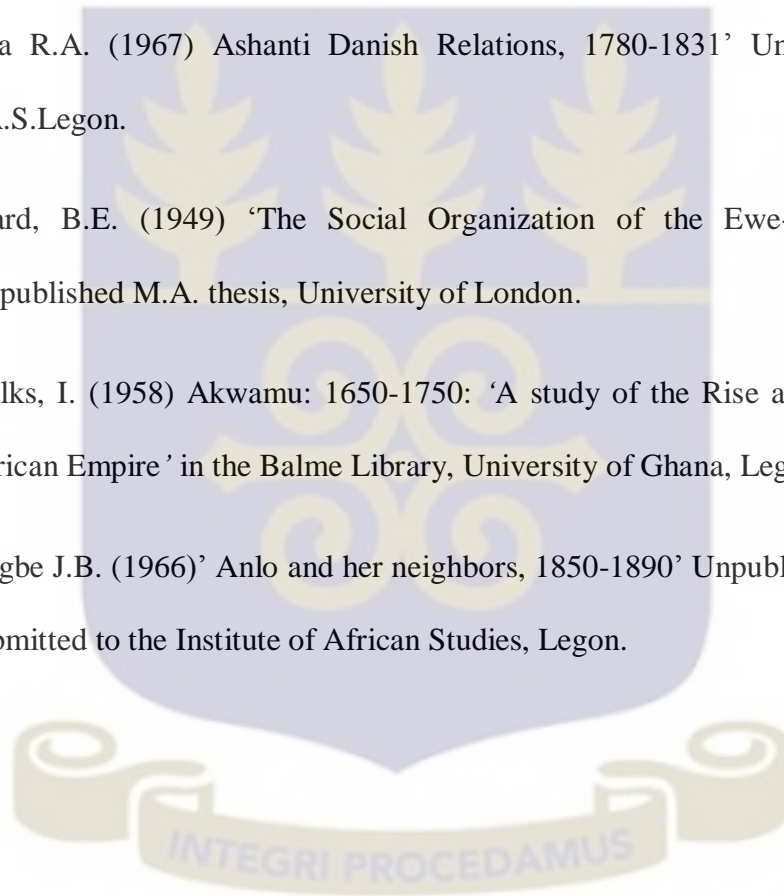 a R.A. (1967) Ashanti Danish Relations, 1780-1831’ Un
.S.Legon.
ard, B.E. (1949) ‘The Social Organization of the Ewe-
published M.A. thesis, University of London.
lks, I. (1958) Akwamu: 1650-1750: ‘A study of the Rise a
rican Empire’ in the Balme Library, University of Ghana, Leg
gbe J.B. (1966)’ Anlo and her neighbors, 1850-1890’ Unpubl
bmitted to the Institute of African Studies, Legon.
INTEGRI PROCEDAMUS